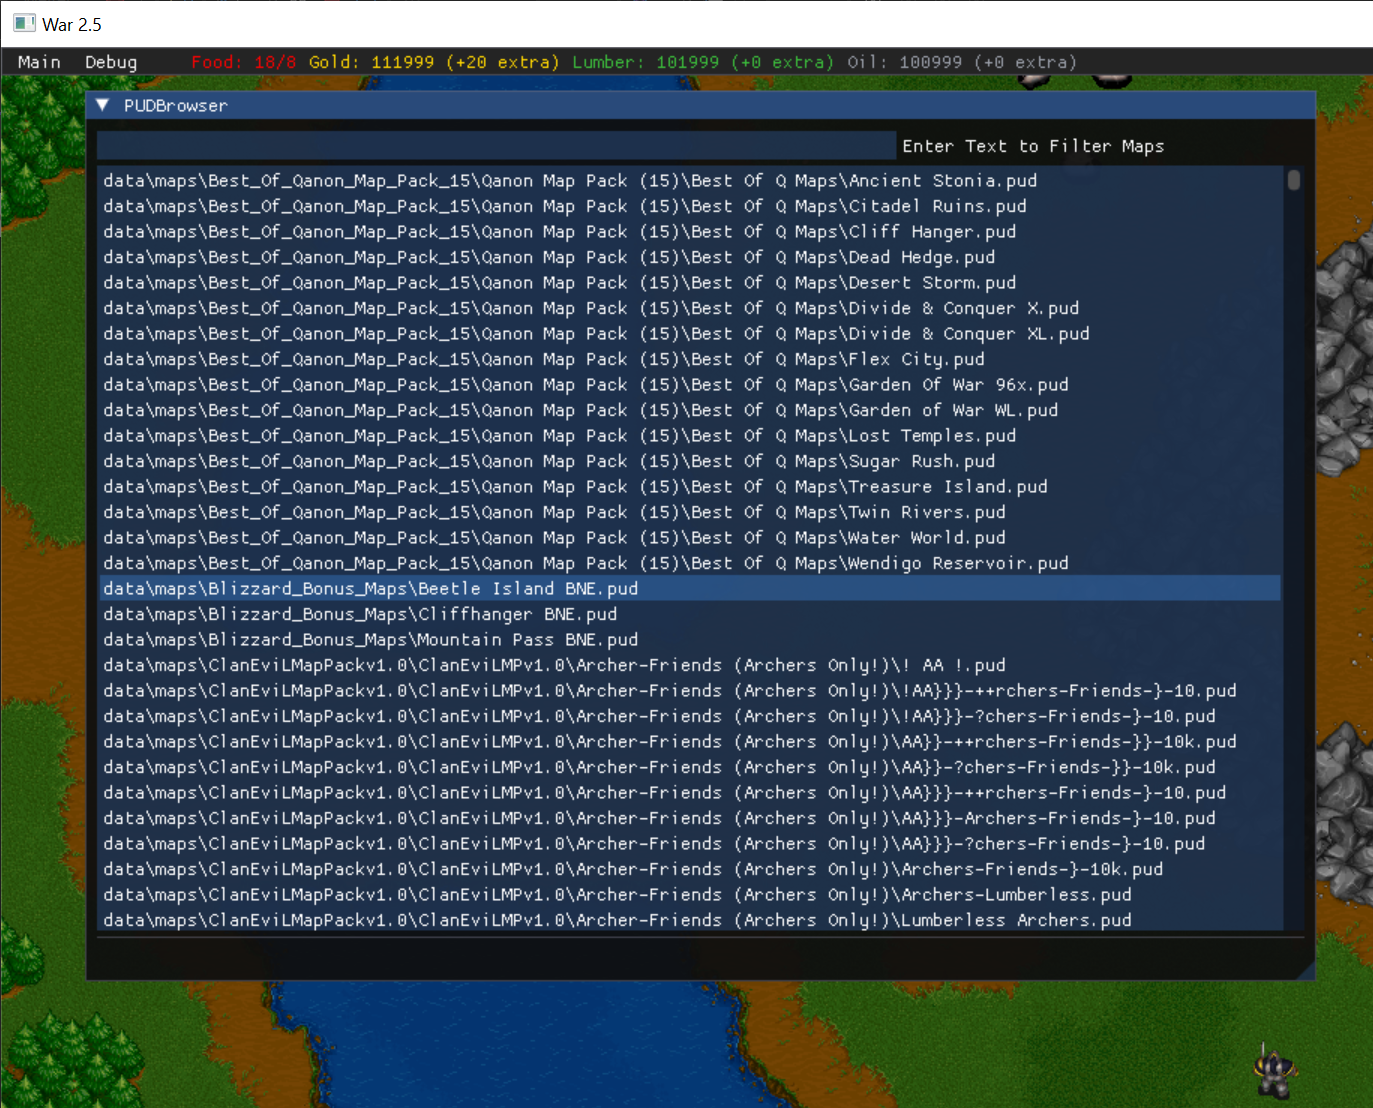 War 2.5
Main Debug Food: 18/8 Gold: 111999 (+20 extra) Lumber: 101999 (+0 extra) Oil: 100999 (+0 extra)
PUDBrowser
Enter Text to Filter Maps
data\maps\Best_Of_Qanon_Map_Pack_15\Qanon Map Pack (15)\Best Of Q Maps\Ancient Stonia.pud
data\maps\Best_Of_Qanon_Map_Pack_15\Qanon Map Pack (15)\Best Of Q Maps\Citadel Ruins.pud
data\maps\Best_Of_Qanon_Map_Pack_15\Qanon Map Pack (15)\Best Of Q Maps\Cliff Hanger.pud
data\maps\Best_Of_Qanon_Map_Pack_15\Qanon Map Pack (15)\Best Of Q Maps\Dead Hedge.pud
data\maps\Best_Of_Qanon_Map_Pack_15\Qanon Map Pack (15)\Best Of Q Maps\Desert Storm.pud
data\maps\Best_Of_Qanon_Map_Pack_15\Qanon Map Pack (15)\Best Of Q Maps\Divide & Conquer X.pud
data\maps\Best_Of_Qanon_Map_Pack_15\Qanon Map Pack (15)\Best Of Q Maps\Divide & Conquer XL.pud
data\maps\Best_Of_Qanon_Map_Pack_15\Qanon Map Pack (15)\Best Of Q Maps\Flex City.pud
data\maps\Best_Of_Qanon_Map_Pack_15\Qanon Map Pack (15)\Best Of Q Maps\Garden Of War 96x.pud
data\maps\Best_Of_Qanon_Map_Pack_15\Qanon Map Pack (15)\Best Of Q Maps\Garden of War WL.pud
data\maps\Best_Of_Qanon_Map_Pack_15\Qanon Map Pack (15)\Best Of Q Maps\Lost Temples.pud
data\maps\Best_Of_Qanon_Map_Pack_15\Qanon Map Pack (15)\Best Of Q Maps\Sugar Rush.pud
data\maps\Best_Of_Qanon_Map_Pack_15\Qanon Map Pack (15)\Best Of Q Maps\Treasure Island.pud
data\maps\Best_Of_Qanon_Map_Pack_15\Qanon Map Pack (15)\Best Of Q Maps\Twin Rivers.pud
data\maps\Best_Of_Qanon_Map_Pack_15\Qanon Map Pack (15)\Best Of Q Maps\Water World.pud
data\maps\Best_Of_Qanon_Map_Pack_15\Qanon Map Pack (15)\Best Of Q Maps\Wendigo Reservoir.pud
data\maps\Blizzard_Bonus_Maps\Beetle Island BNE.pud
data\maps\Blizzard_Bonus_Maps\Cliffhanger BNE.pud
data\maps\Blizzard_Bonus_Maps\Mountain Pass BNE.pud
data\maps\ClanEviLMapPackv1.0\ClanEviLMPv1.0\Archer-Friends (Archers Only!)\! AA !.pud
data\maps\ClanEviLMapPackv1.0\ClanEviLMPv1.0\Archer-Friends (Archers Only!)\!AA}}}-++rchers-Friends-}-10.pud
data\maps\ClanEviLMapPackv1.0\ClanEviLMPv1.0\Archer-Friends (Archers Only!)\!AA}}}-?chers-Friends-}-10.pud
data\maps\ClanEviLMapPackv1.0\ClanEviLMPv1.0\Archer-Friends (Archers Only!)\AA}}-++rchers-Friends-}}-10k.pud
data\maps\ClanEviLMapPackv1.0\ClanEviLMPv1.0\Archer-Friends (Archers Only!)\AA}}-?chers-Friends-}}-10k.pud
data\maps\ClanEviLMapPackv1.0\ClanEviLMPv1.0\Archer-Friends (Archers Only!)\AA}}}-++rchers-Friends-}-10.pud
data\maps\ClanEviLMapPackv1.0\ClanEviLMPv1.0\Archer-Friends (Archers Only!)\AA}}}-Archers-Friends-}-10.pud
data\maps\ClanEviLMapPackv1.0\ClanEviLMPv1.0\Archer-Friends (Archers Only!)\AA}}}-?chers-Friends-}-10.pud
data\maps\ClanEviLMapPackv1.0\ClanEviLMPv1.0\Archer-Friends (Archers Only!)\Archers-Friends-}-10k.pud
data\maps\ClanEviLMapPackv1.0\ClanEviLMPv1.0\Archer-Friends (Archers Only!)\Archers-Lumberless.pud
data\maps\ClanEviLMapPackv1.0\ClanEviLMPv1.0\Archer-Friends (Archers Only!)\Lumberless Archers.pud